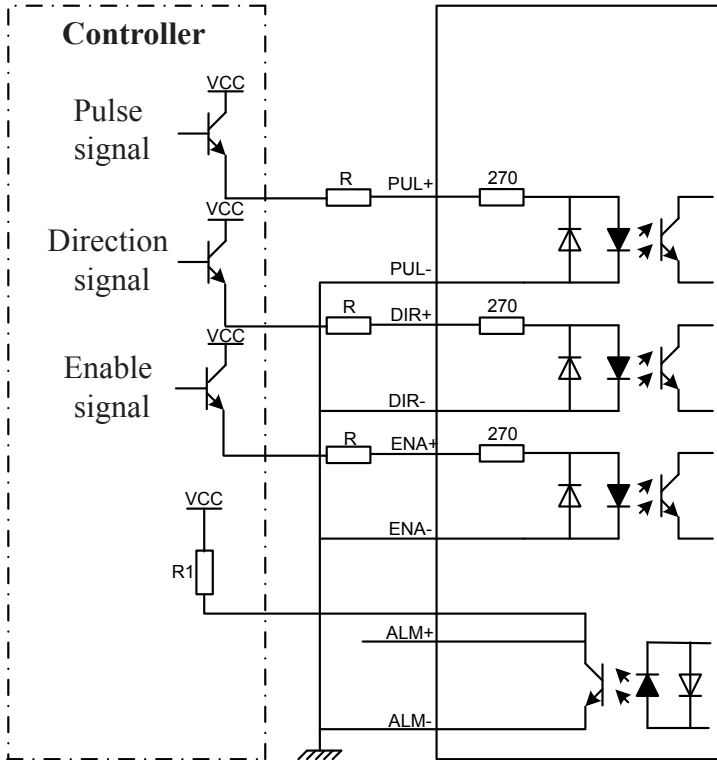 Controller
VCC
Pulse
signal
R
PUL+
270
VCC
Direction
signal
PUL-
R
DIR+
270
VCC
Enable
signal
DIR-
R
ENA+
270
VCC
ENA-
R1
ALM+
ALM-